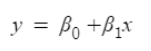 y = β₀ + β₁x